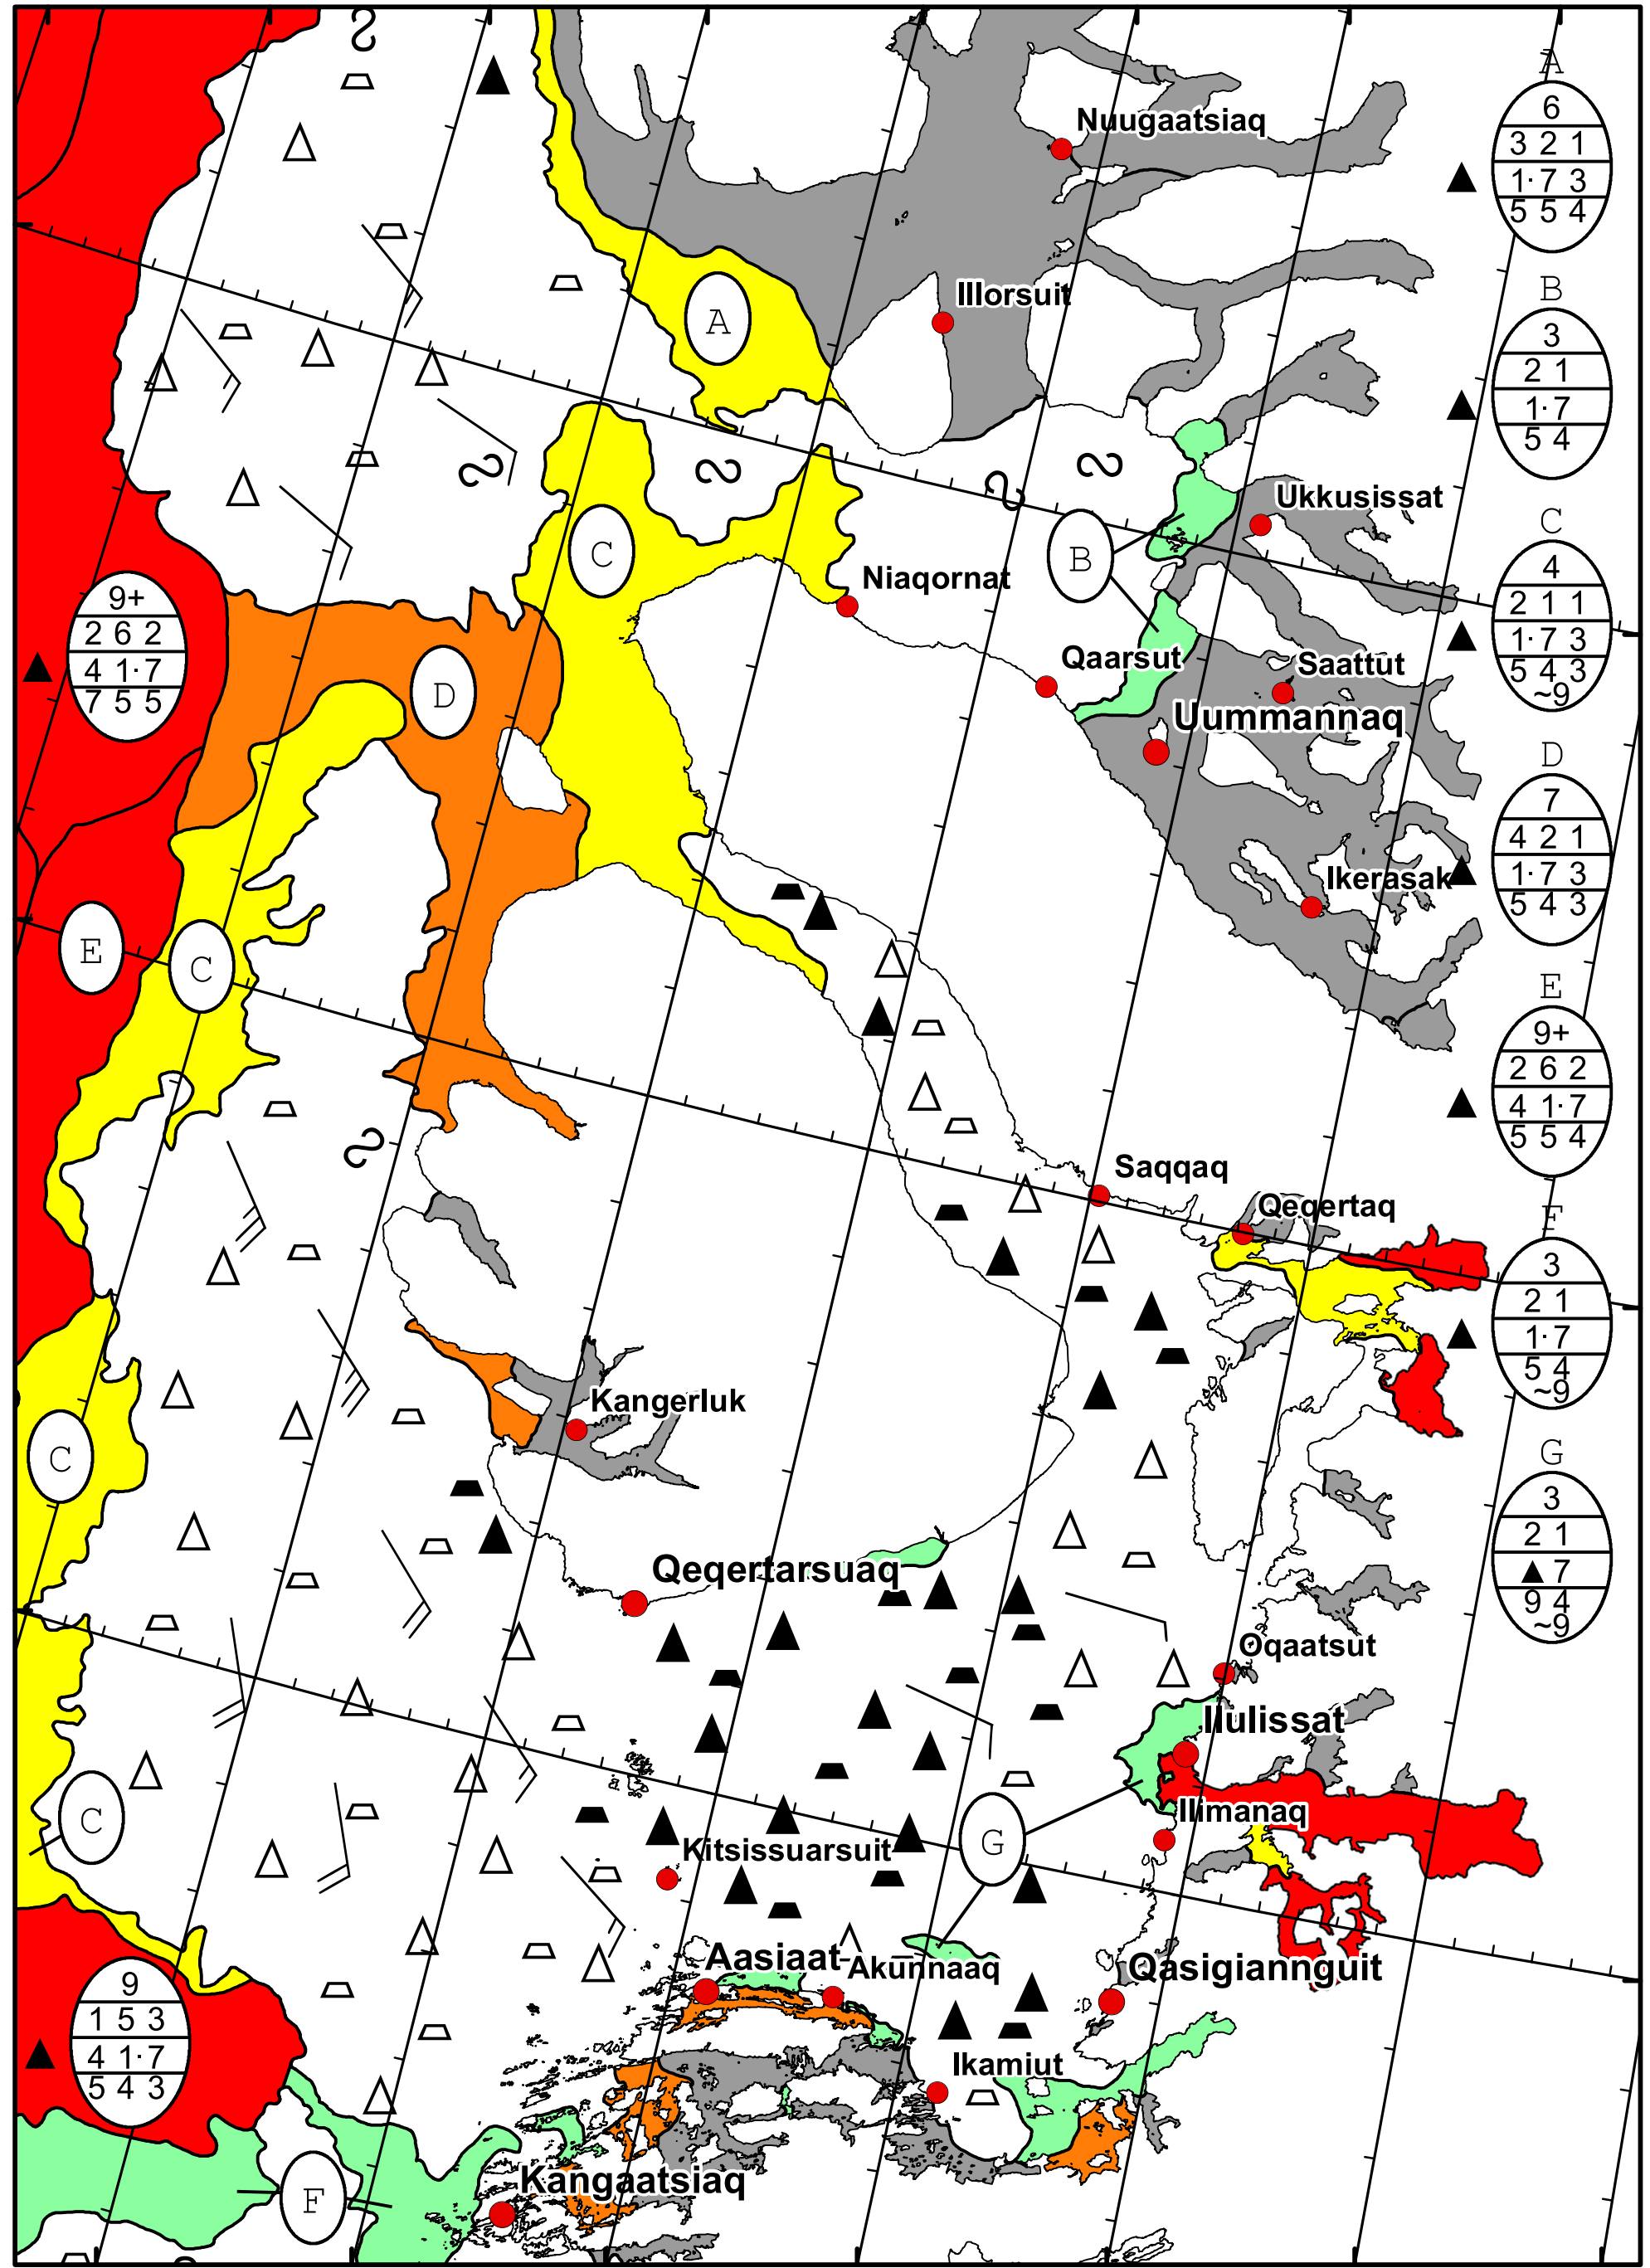 A
6
3 2 1
1· 7 3
5 5 4
Nuugaatsiaq
Illorsuit
A
B
3
2 1
1· 7
5 4
Ukkusissat
C
B
Niaqornat
C
4
2 1 1
1· 7 3
5 4 3
~9
9+
2 6 2
4 1· 7
7 5 5
D
Qaarsut
Saattut
Uummannaq
D
7
4 2 1
1· 7 3
5 4 3
Ikerasak
E
C
E
9+
2 6 2
4 1· 7
5 5 4
Saqqaq
Qeqertaq
F
3
2 1
1· 7
5 4
~9
Kangerluk
C
G
3
2 1
▲ 7
9 4
~9
Qeqertarsuaq
Oqaatsut
Ilulissat
Ilimanaq
C
G
Kitsissuarsuit
Aasiaat
Akunnaaq
Qasigiannguit
9
1 5 3
4 1· 7
5 4 3
Ikamiut
Kangaatsiaq
F